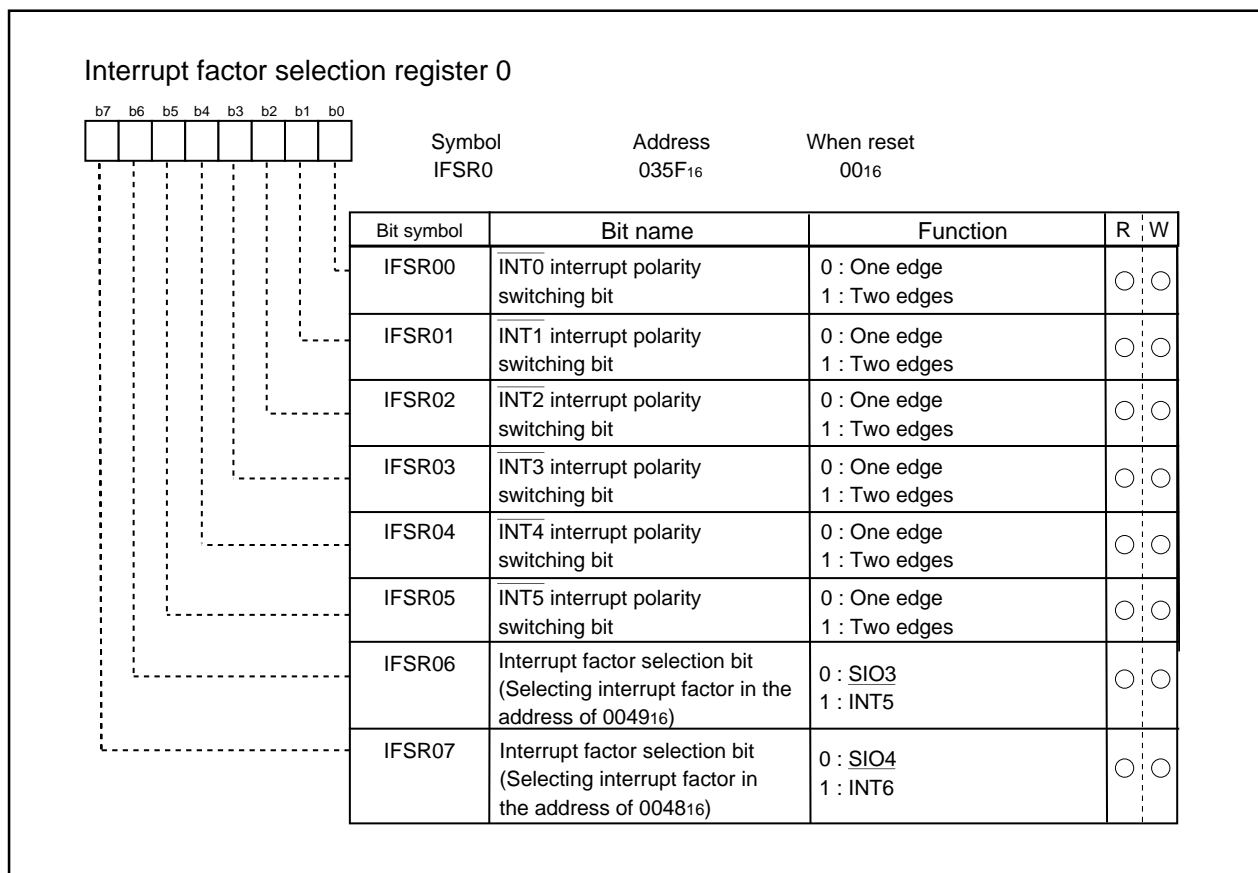 Interrupt factor selection register 0
b7 b6 b5 b4 b3 b2 b1 b0
Symbol Address When reset
IFSR0 035F16 0016
Bit symbol Bit name Function R W
IFSR00 INT0 interrupt polarity 0 : One edge
switching bit 1 : Two edges
IFSR01 INT1 interrupt polarity 0 : One edge
switching bit 1 : Two edges
IFSR02 INT2 interrupt polarity 0 : One edge
switching bit 1 : Two edges
IFSR03 INT3 interrupt polarity 0 : One edge
switching bit 1 : Two edges
IFSR04 INT4 interrupt polarity 0 : One edge
switching bit 1 : Two edges
IFSR05 INT5 interrupt polarity 0 : One edge
switching bit 1 : Two edges
IFSR06 Interrupt factor selection bit 0 : SIO3
(Selecting interrupt factor in the 1 : INT5
address of 004916)
IFSR07 Interrupt factor selection bit 0 : SIO4
(Selecting interrupt factor in 1 : INT6
the address of 004816)